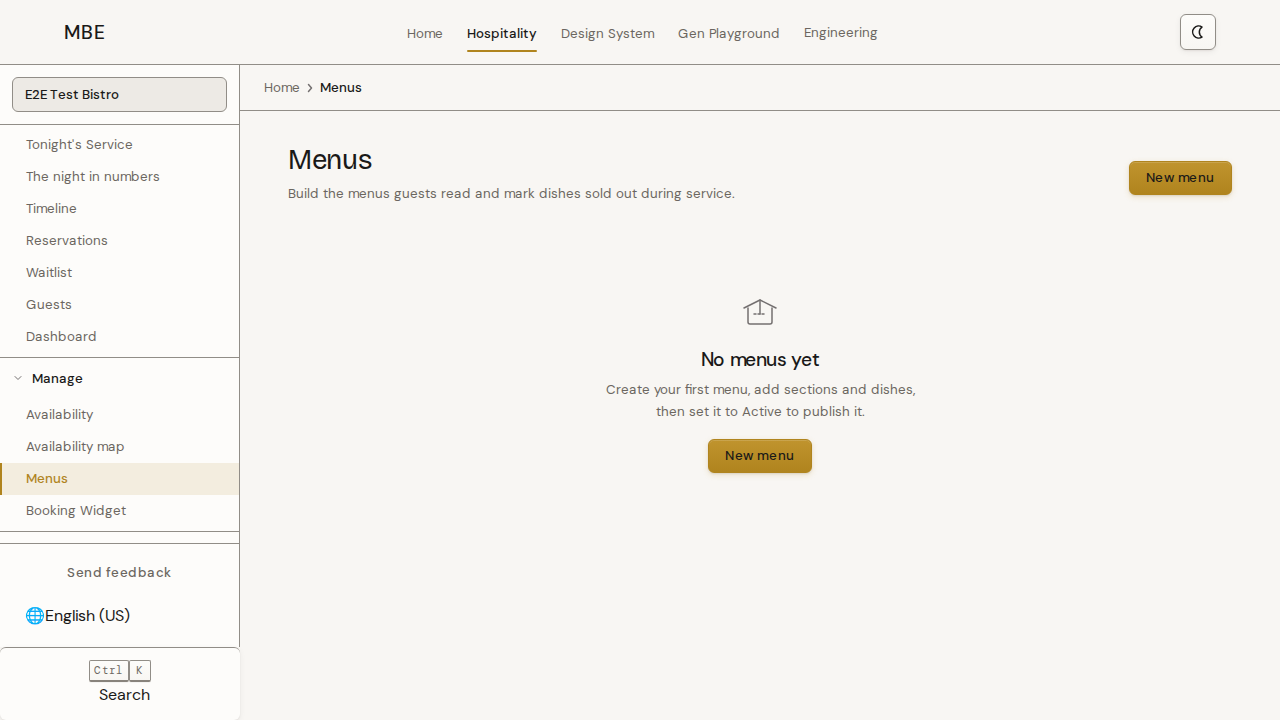 MBE
Home
Hospitality
Design System
Gen Playground
Engineering
E2E Test Bistro
Tonight's Service
The night in numbers
Timeline
Reservations
Waitlist
Guests
Dashboard
Manage
Availability
Availability map
Menus
Booking Widget
Send feedback
🌐English (US)
Ctrl K
Search
Home > Menus
Menus
Build the menus guests read and mark dishes sold out during service.
New menu
No menus yet
Create your first menu, add sections and dishes,
then set it to Active to publish it.
New menu